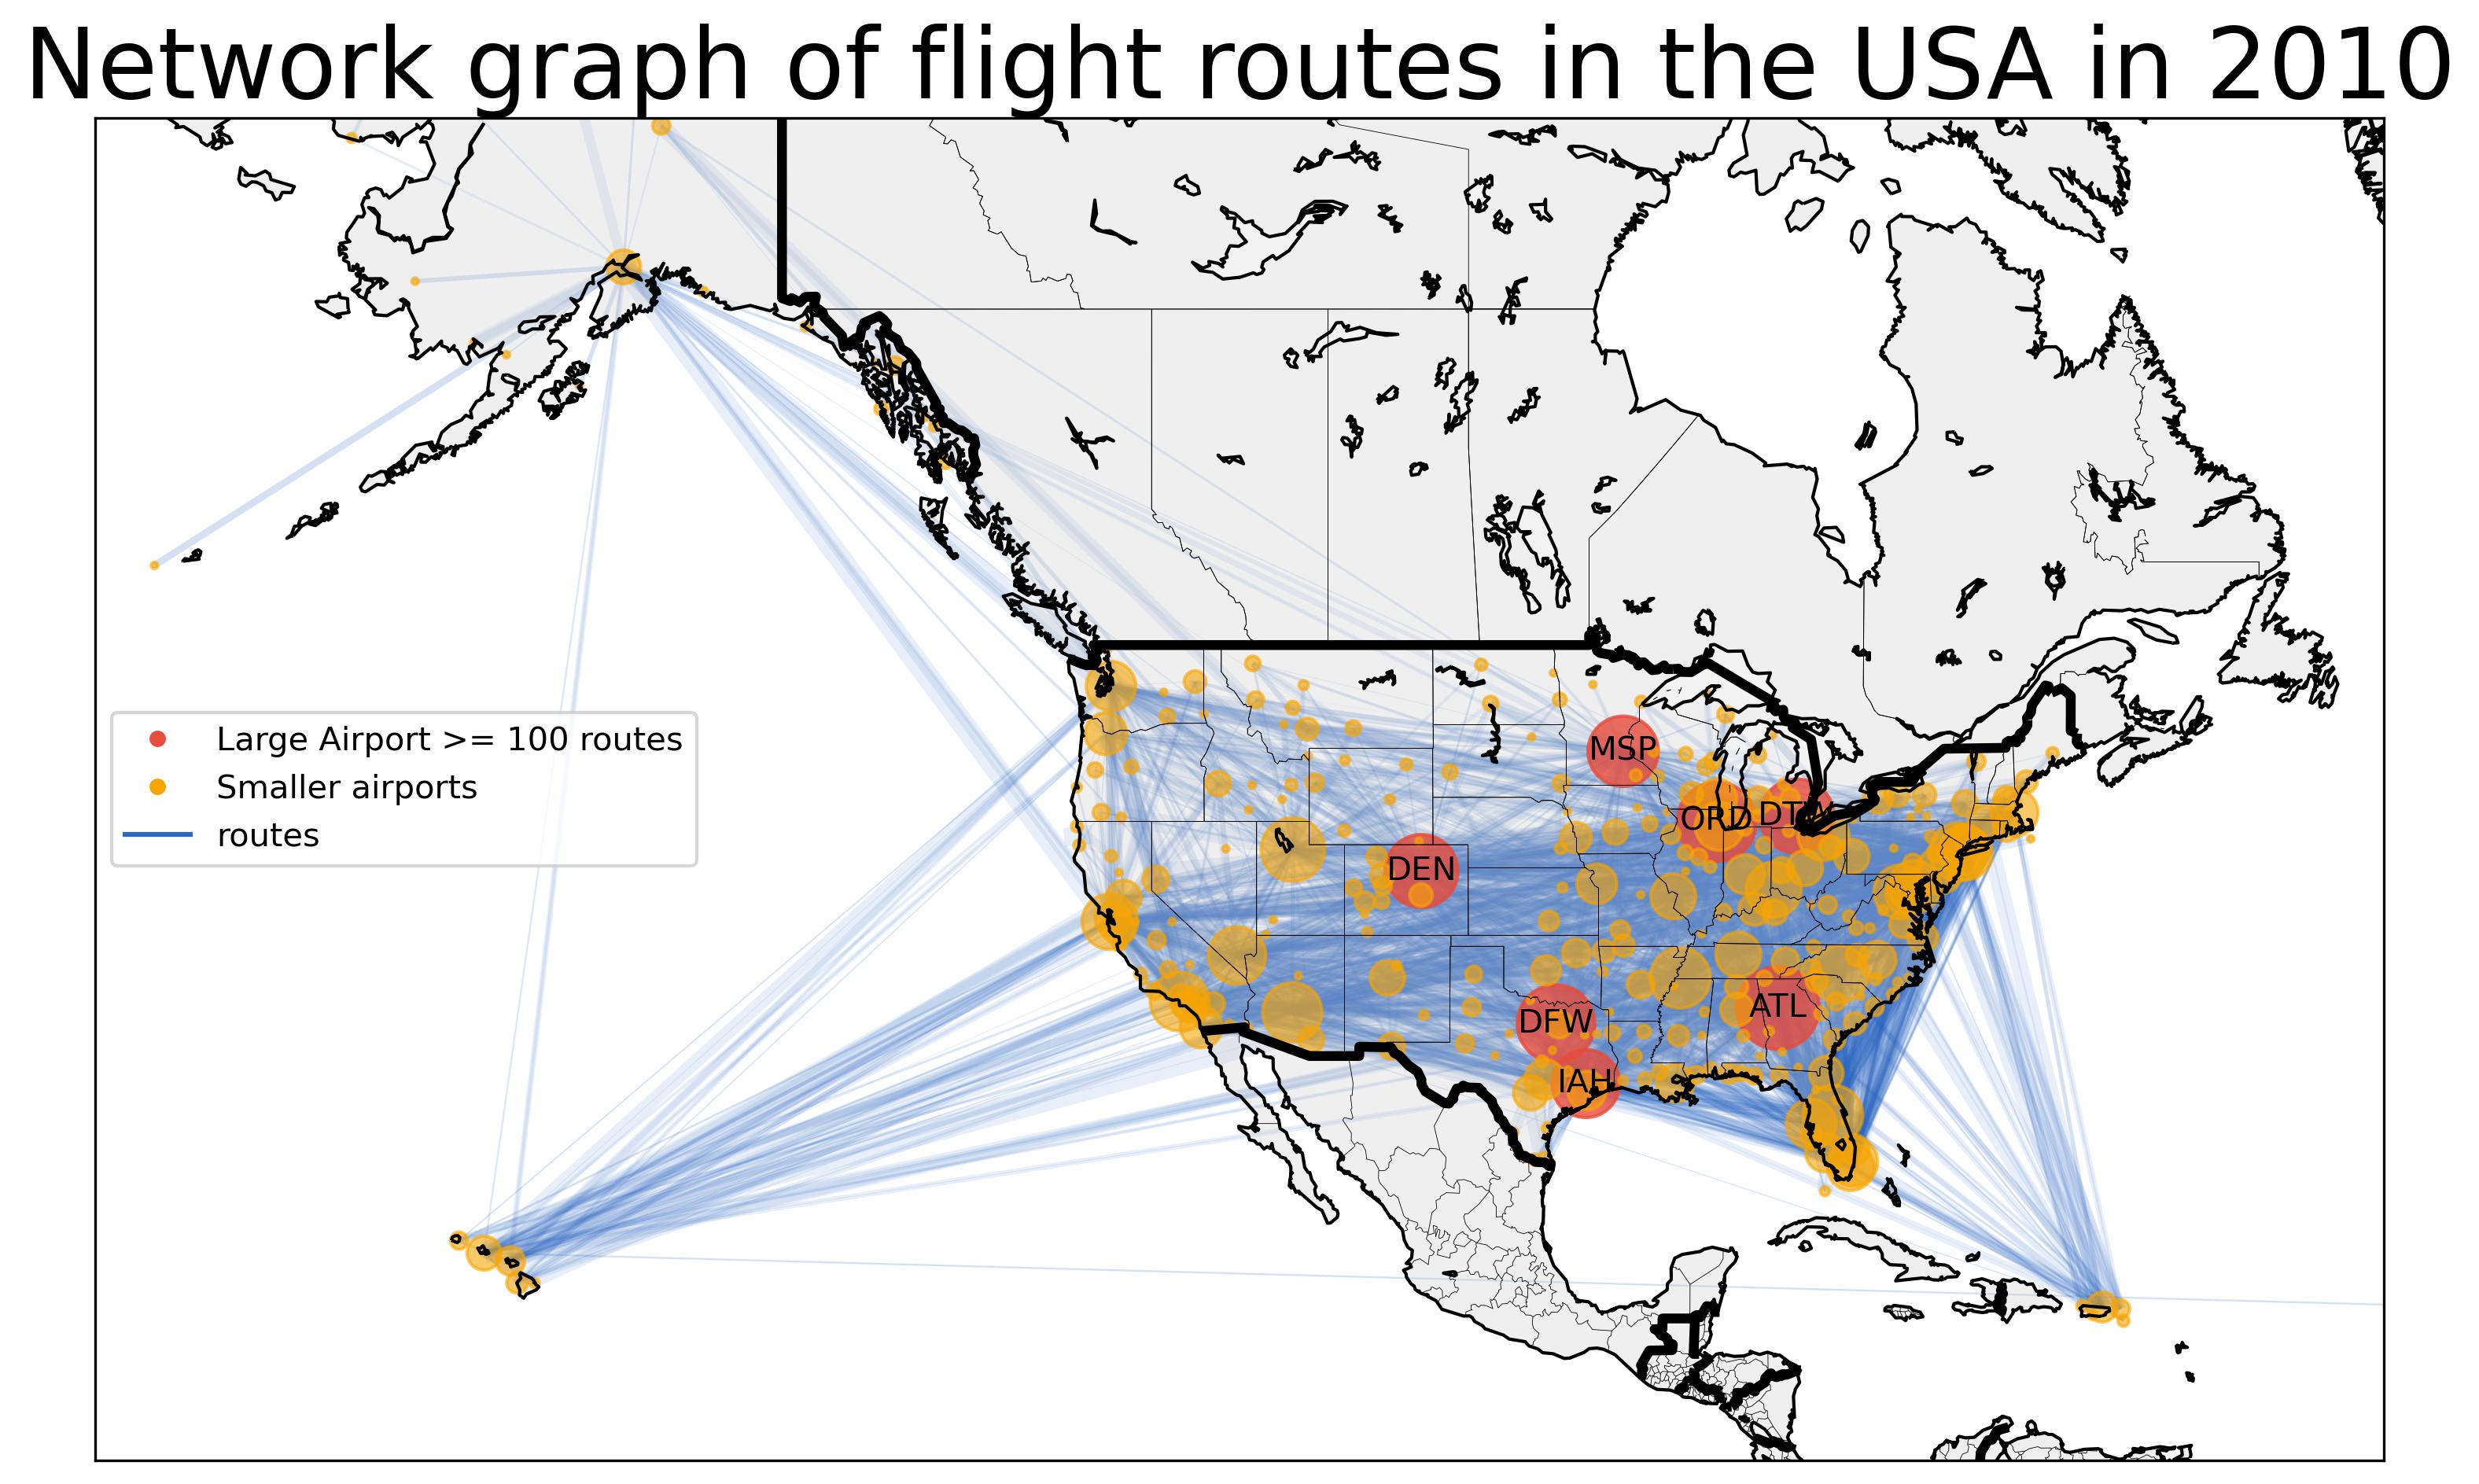 Network graph of flight routes in the USA in 2010
Large Airport >= 100 routes
Smaller airports
routes
MSP
ORD
DTW
DEN
ATL
DFW
IAH